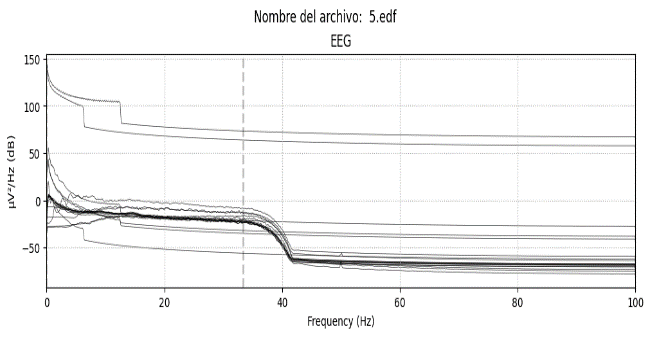 Nombre del archivo: 5.edf
EEG
150
100
50
0
−50
µV²/Hz (dB)
0 20 40 60 80 100
Frequency (Hz)